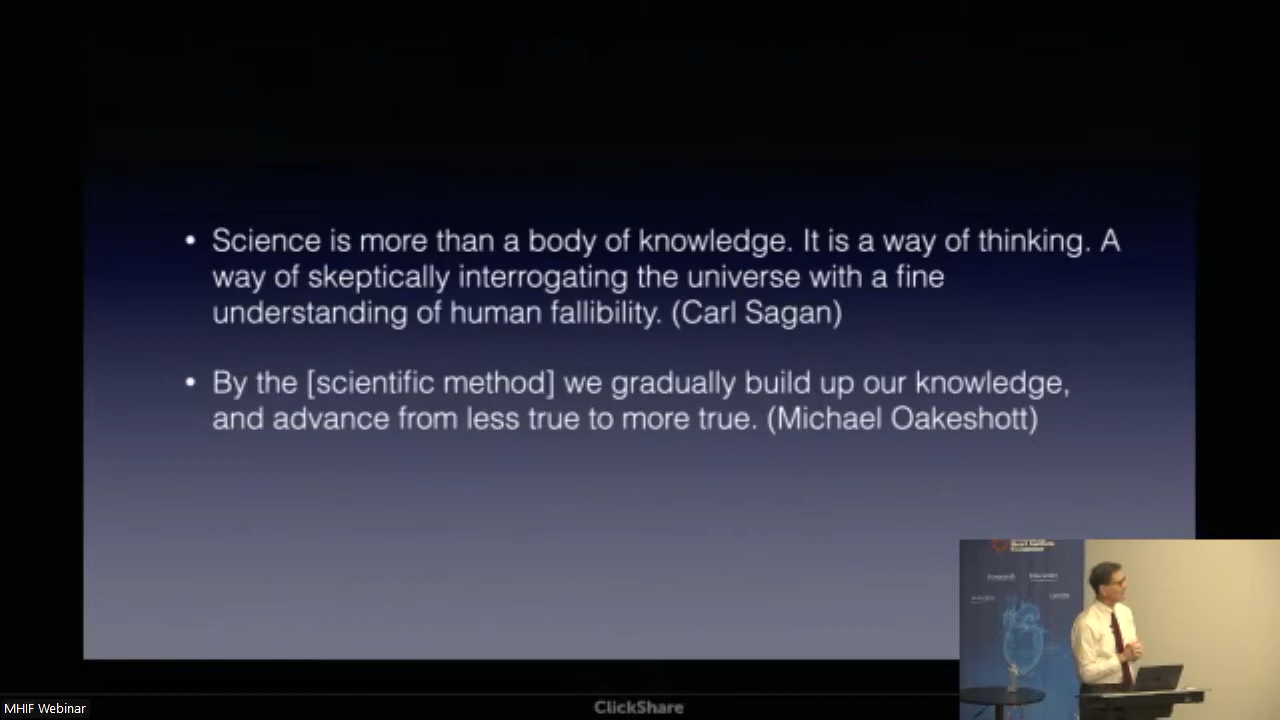 • Science is more than a body of knowledge. It is a way of thinking. A
way of skeptically interrogating the universe with a fine
understanding of human fallibility. (Carl Sagan)
• By the [scientific method] we gradually build up our knowledge,
and advance from less true to more true. (Michael Oakeshott)
ClickShare
MHIF Webinar